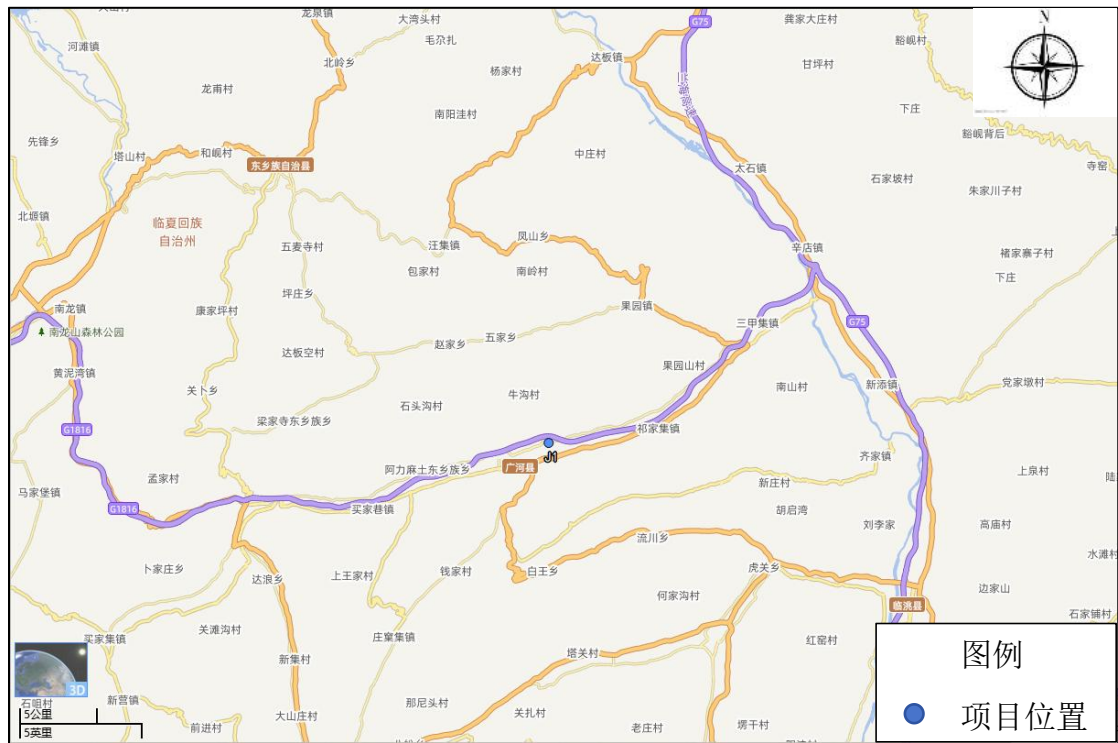 龙泉镇
大湾头村
龚家大庄村
河滩镇
毛尕扎
G75
豁岘村
北岭乡
达板镇
杨家村
甘坪村
龙甫村
南阳洼村
下庄
豁岘背后
先锋乡
塔山村
和岘村
东乡族自治县
中庄村
太石镇
寺窑
石家坡村
朱家川子村
北塬镇
临夏回族
自治州
五麦寺村
汪集镇
凤山乡
辛店镇
褚家寨子村
包家村
南岭村
下庄
坪庄乡
南龙镇
康家坪村
果园镇
三甲集镇
G75
南龙山森林公园
达板空村
赵家乡
五家乡
果园山村
黄泥湾镇
关卜乡
牛沟村
南山村
新添镇
党家墩村
石头沟村
梁家寺东乡族乡
G1816
祁家集镇
J1
齐家镇
孟家村
阿力麻土东乡族乡
广河县
上泉村
马家堡镇
新庄村
G1816
买家巷镇
胡启湾
刘李家
高庙村
流川乡
水滩村
卜家庄乡
达浪乡
上王家村
钱家村
白王乡
虎关乡
边家山
何家沟村
临洮县
石家铺村
买家集镇
关滩沟村
庄窠集镇
红窑村
图例
新集村
塔关村
3D
石咀村
新营镇
那尼头村
关扎村
项目位置
5公里
大山庄村
前进村
老庄村
塄干村
5英里
N